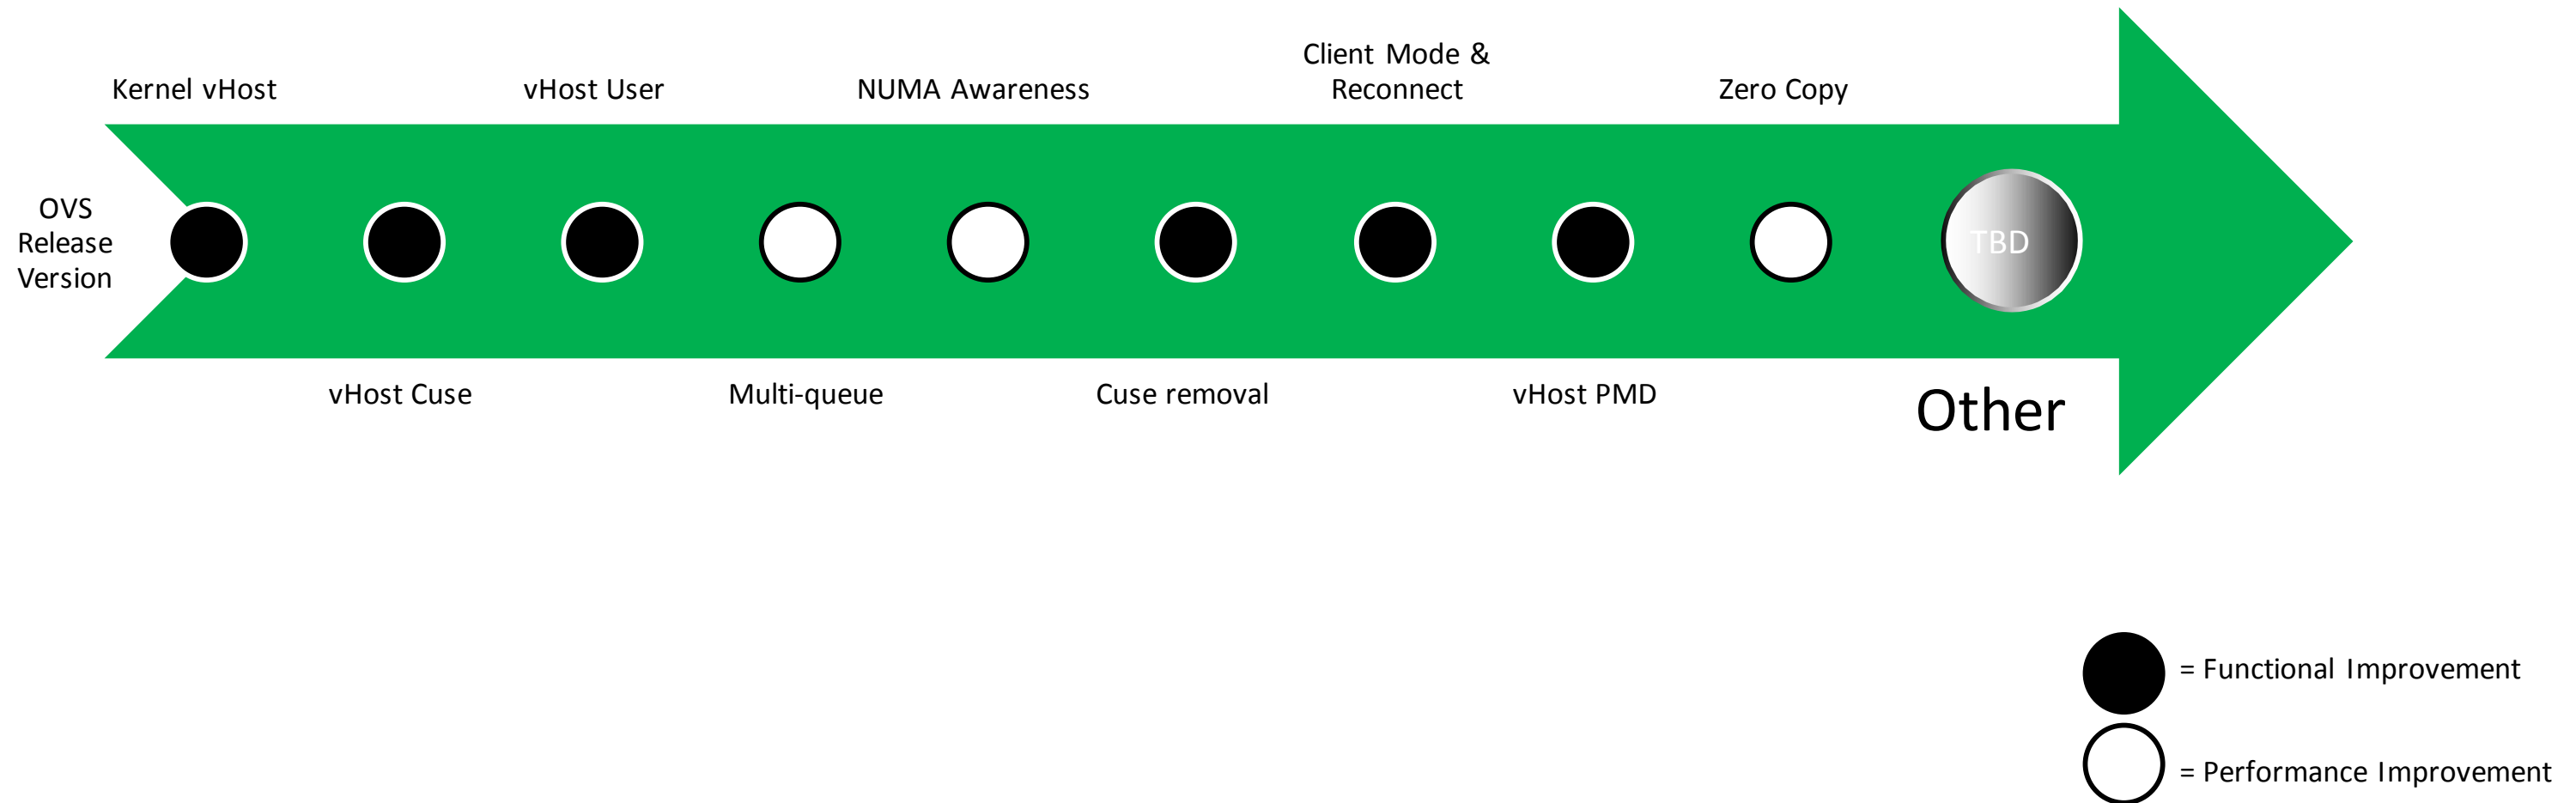 Kernel vHost
vHost User
NUMA Awareness
Client Mode &
Reconnect
Zero Copy
OVS
Release
Version
TBD
vHost Cuse
Multi-queue
Cuse removal
vHost PMD
Other
= Functional Improvement
= Performance Improvement